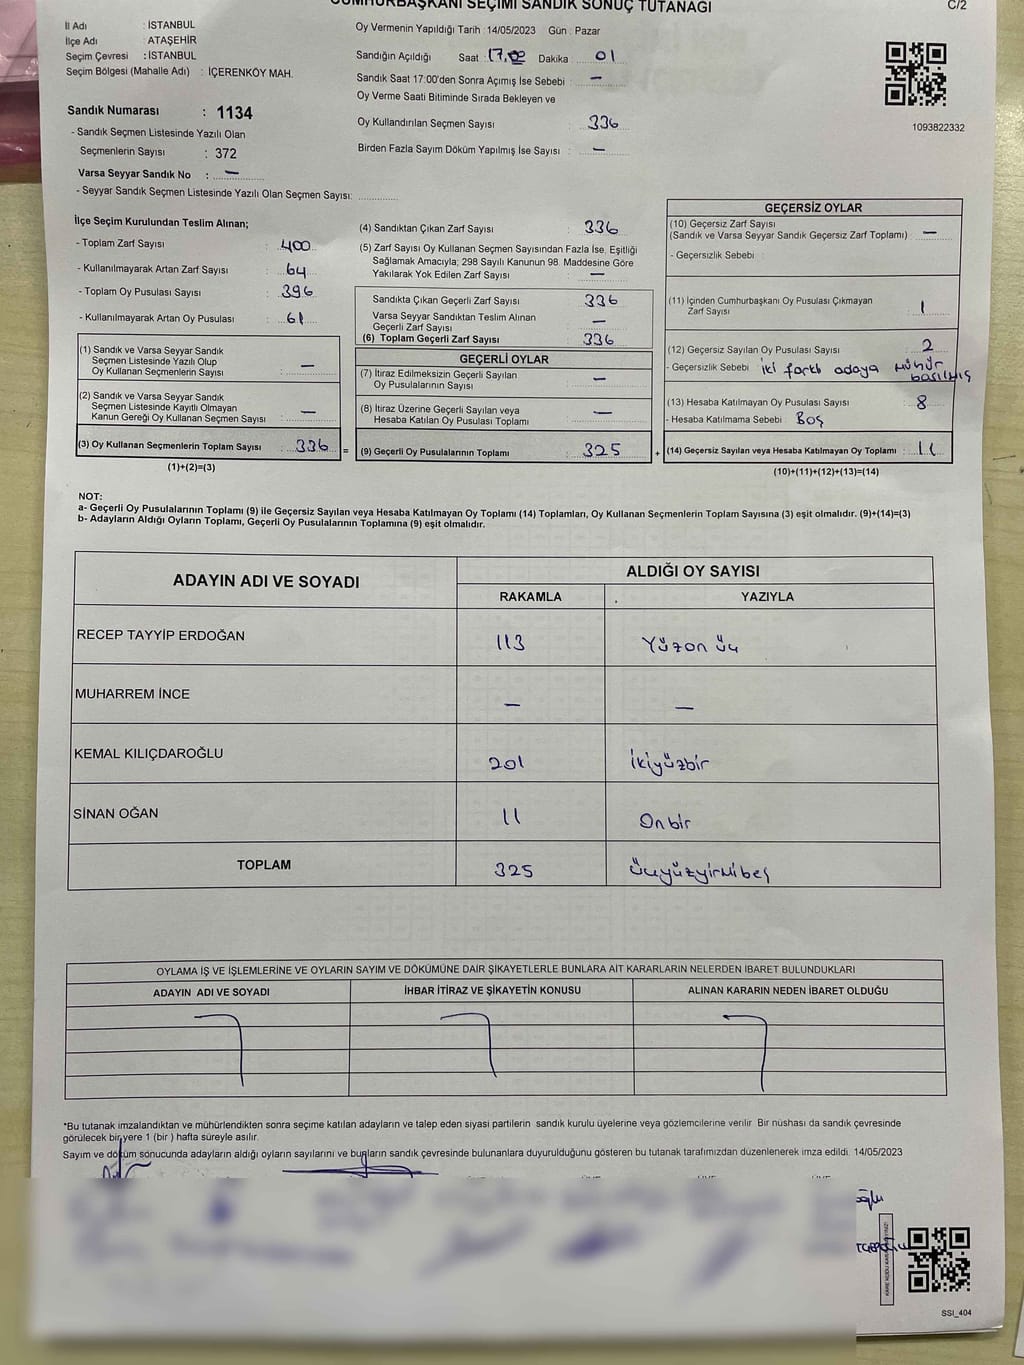 CUMHURBAŞKANI SEÇİMİ SANDIK SONUÇ TUTANAĞI
C/2
İl Adı : İSTANBUL
İlçe Adı : ATAŞEHİR
Seçim Çevresi : İSTANBUL
Seçim Bölgesi (Mahalle Adı) : İÇERENKÖY MAH.
Sandık Numarası : 1134
- Sandık Seçmen Listesinde Yazılı Olan
Seçmenlerin Sayısı : 372
Varsa Seyyar Sandık No : —
- Seyyar Sandık Seçmen Listesinde Yazılı Olan Seçmen Sayısı:
Oy Vermenin Yapıldığı Tarih : 14/05/2023 Gün : Pazar
Sandığın Açıldığı Saat : 17.00 Dakika : 01
Sandık Saat 17:00'den Sonra Açımış İse Sebebi : —
Oy Verme Saati Bitiminde Sırada Bekleyen ve
Oy Kullandırılan Seçmen Sayısı : 336
Birden Fazla Sayım Döküm Yapılmış İse Sayısı : —
1093822332
İlçe Seçim Kurulundan Teslim Alınan;
- Toplam Zarf Sayısı : 400
- Kullanılmayarak Artan Zarf Sayısı : 64
- Toplam Oy Pusulası Sayısı : 396
- Kullanılmayarak Artan Oy Pusulası : 61
(1) Sandık ve Varsa Seyyar Sandık
Seçmen Listesinde Yazılı Olup
Oy Kullanan Seçmenlerin Sayısı : —
(2) Sandık ve Varsa Seyyar Sandık
Seçmen Listesinde Kayıtlı Olmayan
Kanun Gereği Oy Kullanan Seçmen Sayısı : —
(3) Oy Kullanan Seçmenlerin Toplam Sayısı : 336 =
(1)+(2)=(3)
(4) Sandıktan Çıkan Zarf Sayısı : 336
(5) Zarf Sayısı Oy Kullanan Seçmen Sayısından Fazla İse, Eşitliği
Sağlamak Amacıyla; 298 Sayılı Kanunun 98. Maddesine Göre
Yakılarak Yok Edilen Zarf Sayısı : —
Sandıkta Çıkan Geçerli Zarf Sayısı : 336
Varsa Seyyar Sandıktan Teslim Alınan
Geçerli Zarf Sayısı : —
(6) Toplam Geçerli Zarf Sayısı : 336
GEÇERLİ OYLAR
(7) İtiraz Edilmeksizin Geçerli Sayılan
Oy Pusulalarının Sayısı : —
(8) İtiraz Üzerine Geçerli Sayılan veya
Hesaba Katılan Oy Pusulası Toplamı : —
(9) Geçerli Oy Pusulalarının Toplamı : 325 +
GEÇERSİZ OYLAR
(10) Geçersiz Zarf Sayısı
(Sandık ve Varsa Seyyar Sandık Geçersiz Zarf Toplamı) : —
- Geçersizlik Sebebi :
(11) İçinden Cumhurbaşkanı Oy Pusulası Çıkmayan
Zarf Sayısı : 1
(12) Geçersiz Sayılan Oy Pusulası Sayısı : 2
- Geçersizlik Sebebi : iki farklı adaya mühür
basılmış
(13) Hesaba Katılmayan Oy Pusulası Sayısı : 8
- Hesaba Katılmama Sebebi : Boş
(14) Geçersiz Sayılan veya Hesaba Katılmayan Oy Toplamı : 11
(10)+(11)+(12)+(13)=(14)
NOT:
a- Geçerli Oy Pusulalarının Toplamı (9) ile Geçersiz Sayılan veya Hesaba Katılmayan Oy Toplamı (14) Toplamları, Oy Kullanan Seçmenlerin Toplam Sayısına (3) eşit olmalıdır. (9)+(14)=(3)
b- Adayların Aldığı Oyların Toplamı, Geçerli Oy Pusulalarının Toplamına (9) eşit olmalıdır.
ADAYIN ADI VE SOYADI
ALDIĞI OY SAYISI
RAKAMLA YAZIYLA
RECEP TAYYİP ERDOĞAN 113 Yüzon üç
MUHARREM İNCE — —
KEMAL KILIÇDAROĞLU 201 ikiyüzbir
SİNAN OĞAN 11 Onbir
TOPLAM 325 üçyüzyirmibeş
OYLAMA İŞ VE İŞLEMLERİNE VE OYLARIN SAYIM VE DÖKÜMÜNE DAİR ŞİKAYETLERLE BUNLARA AİT KARARLARIN NELERDEN İBARET BULUNDUKLARI
ADAYIN ADI VE SOYADI İHBAR İTİRAZ VE ŞİKAYETİN KONUSU ALINAN KARARIN NEDEN İBARET OLDUĞU
*Bu tutanak imzalandıktan ve mühürlendikten sonra seçime katılan adayların ve talep eden siyasi partilerin sandık kurulu üyelerine veya gözlemcilerine verilir. Bir nüshası da sandık çevresinde
görülecek bir yere 1 (bir ) hafta süreyle asılır.
Sayım ve döküm sonucunda adayların aldığı oyların sayılarını ve bunların sandık çevresinde bulunanlara duyurulduğunu gösteren bu tutanak tarafımızdan düzenlenerek imza edildi. 14/05/2023
SSI_404